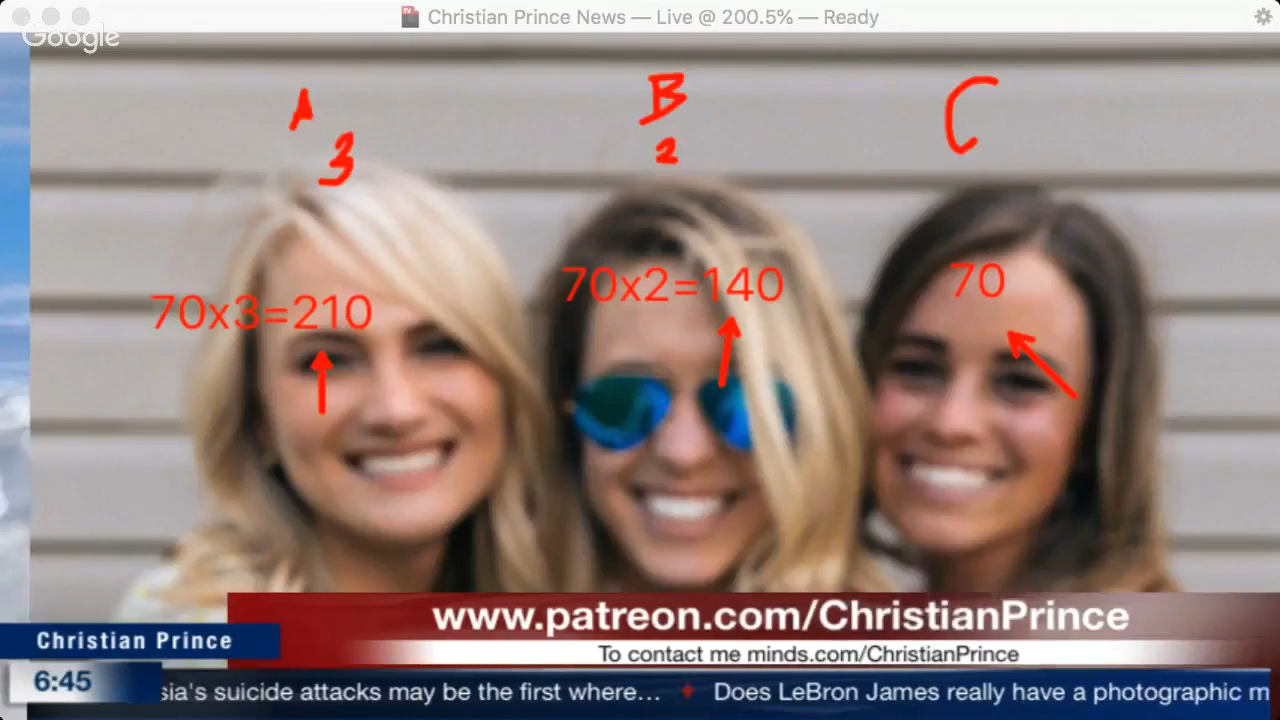 Christian Prince News — Live @ 200.5% — Ready
Google
A
B
C
3
2
70x3=210
70x2=140
70
www.patreon.com/ChristianPrince
To contact me minds.com/ChristianPrince
Christian Prince
6:45
sia's suicide attacks may be the first where... Does LeBron James really have a photographic m